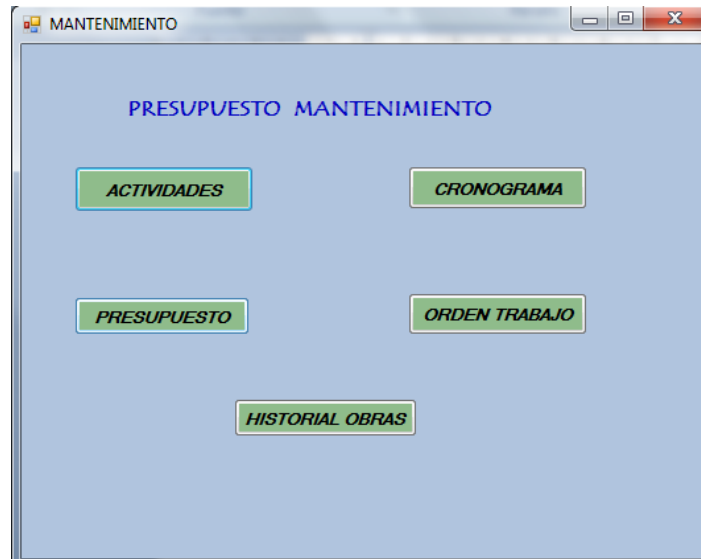 MANTENIMIENTO
PRESUPUESTO MANTENIMIENTO
ACTIVIDADES
CRONOGRAMA
PRESUPUESTO
ORDEN TRABAJO
HISTORIAL OBRAS